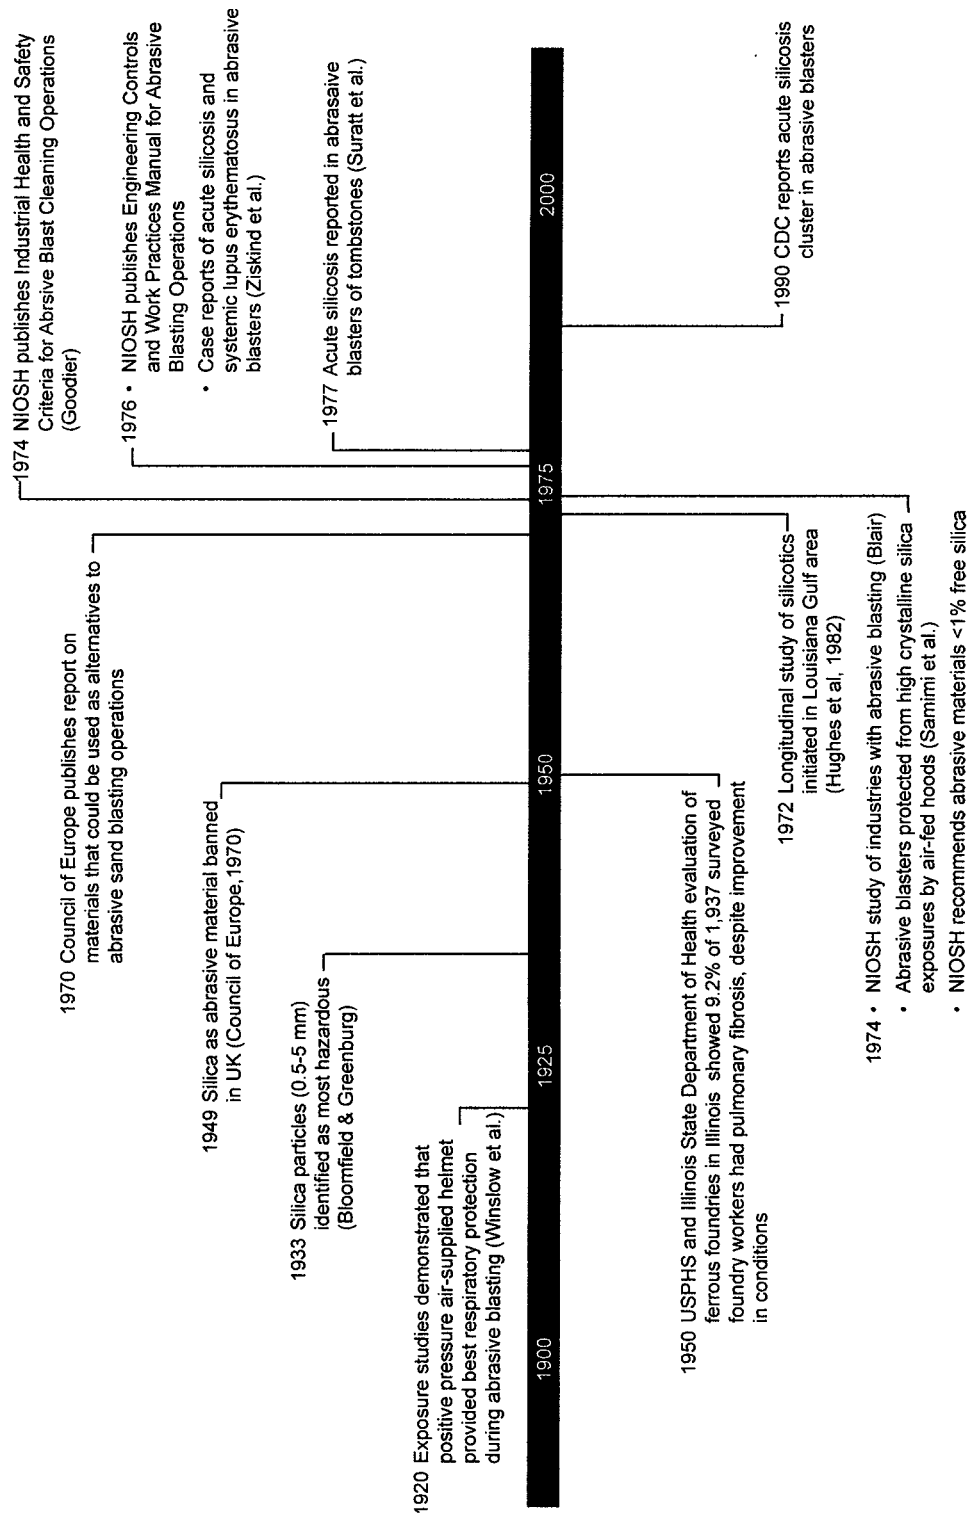 1920 Exposure studies demonstrated that
positive pressure air-supplied helmet
provided best respiratory protection
during abrasive blasting (Winslow et al.)
1933 Silica particles (0.5-5 mm)
identified as most hazardous
(Bloomfield & Greenburg)
1949 Silica as abrasive material banned
in UK (Council of Europe,1970)
1970 Council of Europe publishes report on
materials that could be used as alternatives to
abrasive sand blasting operations
1974 NIOSH publishes Industrial Health and Safety
Criteria for Abrsive Blast Cleaning Operations
(Goodier)
1976 • NIOSH publishes Engineering Controls
and Work Practices Manual for Abrasive
Blasting Operations
• Case reports of acute silicosis and
systemic lupus erythematosus in abrasive
blasters (Ziskind et al.)
1977 Acute silicosis reported in abrasaive
blasters of tombstones (Suratt et al.)
1900
1925
1950
1975
2000
1950 USPHS and Illinois State Department of Health evaluation of
ferrous foundries in Illinois showed 9.2% of 1,937 surveyed
foundry workers had pulmonary fibrosis, despite improvement
in conditions
1972 Longitudinal study of silicotics
initiated in Louisiana Gulf area
(Hughes et al, 1982)
1974 • NIOSH study of industries with abrasive blasting (Blair)
• Abrasive blasters protected from high crystalline silica
exposures by air-fed hoods (Samimi et al.)
• NIOSH recommends abrasive materials <1% free silica
1990 CDC reports acute silicosis
cluster in abrasive blasters